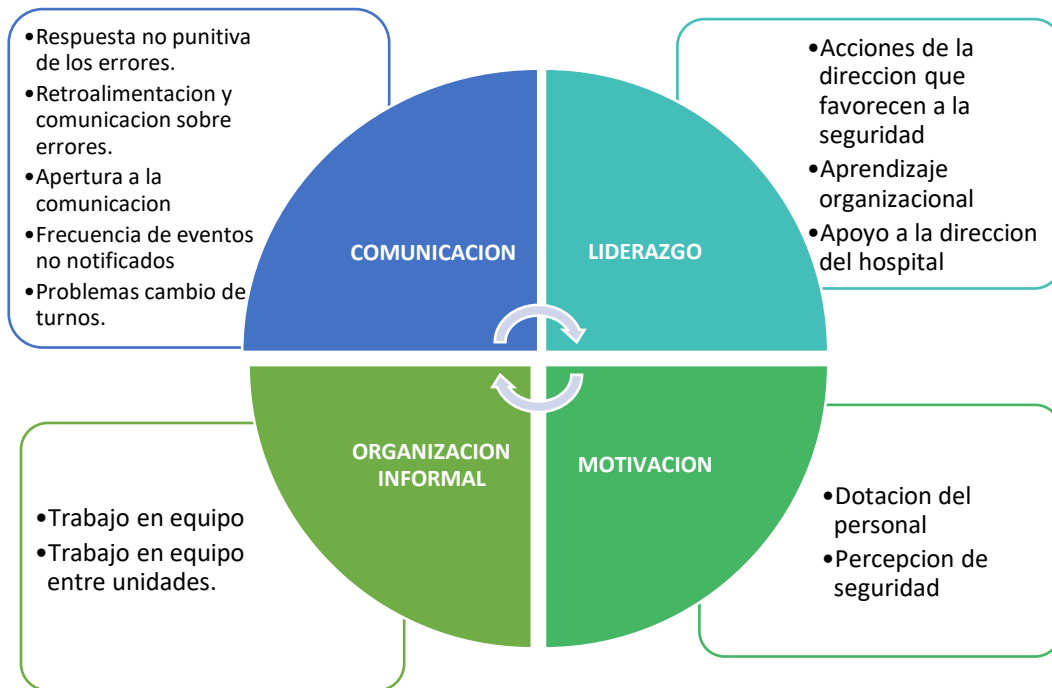 •Respuesta no punitiva
de los errores.
•Retroalimentacion y
comunicacion sobre
errores.
•Apertura a la
comunicacion
•Frecuencia de eventos
no notificados
•Problemas cambio de
turnos.
•Acciones de la
direccion que
favorecen a la
seguridad
•Aprendizaje
organizacional
•Apoyo a la direccion
del hospital
COMUNICACION
LIDERAZGO
ORGANIZACION
INFORMAL
MOTIVACION
•Trabajo en equipo
•Trabajo en equipo
entre unidades.
•Dotacion del
personal
•Percepcion de
seguridad